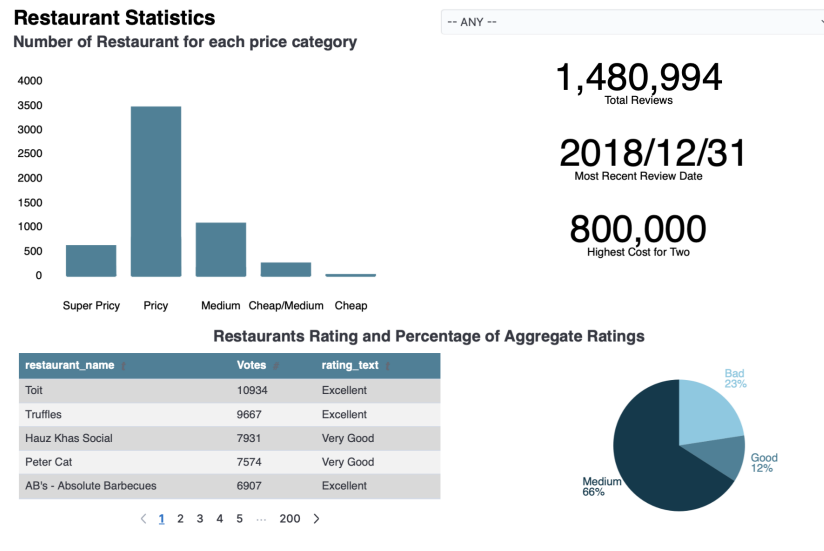 Restaurant Statistics
-- ANY --
Number of Restaurant for each price category
4000
3500
3000
2500
2000
1500
1000
500
0
Super Pricy Pricy Medium Cheap/Medium Cheap
1,480,994
Total Reviews
2018/12/31
Most Recent Review Date
800,000
Highest Cost for Two
Restaurants Rating and Percentage of Aggregate Ratings
restaurant_name Votes rating_text
Toit 10934 Excellent
Truffles 9667 Excellent
Hauz Khas Social 7931 Very Good
Peter Cat 7574 Very Good
AB's - Absolute Barbecues 6907 Excellent
< 1 2 3 4 5 ... 200 >
Bad
23%
Good
12%
Medium
66%